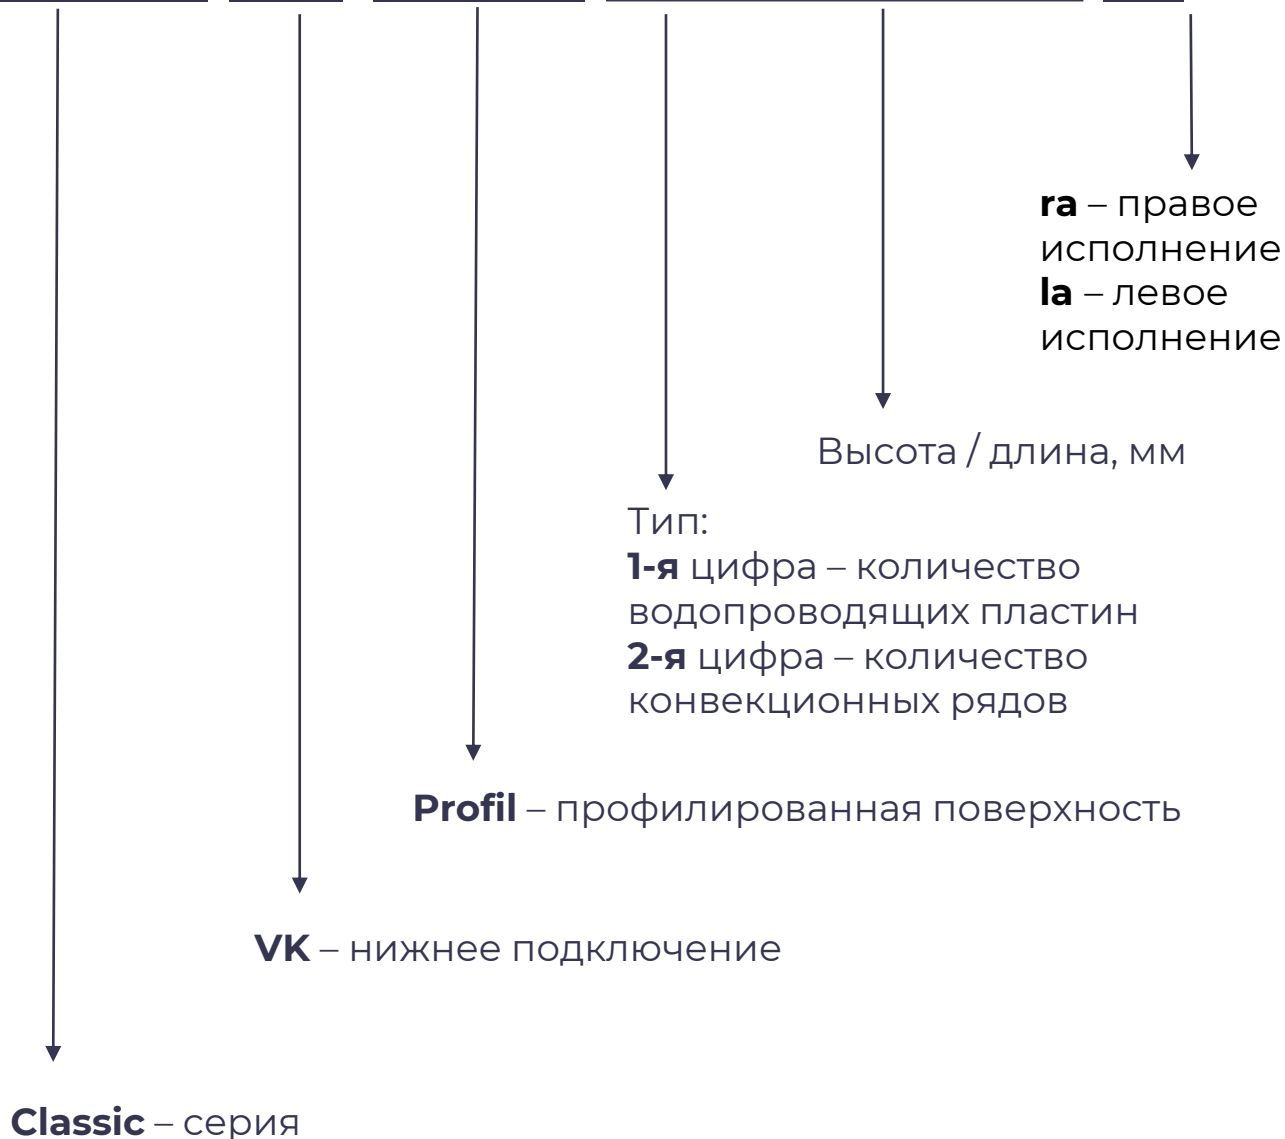 ra – правое
исполнение
la – левое
исполнение
Высота / длина, мм
Тип:
1-я цифра – количество
водопроводящих пластин
2-я цифра – количество
конвекционных рядов
Profil – профилированная поверхность
VK – нижнее подключение
Classic – серия